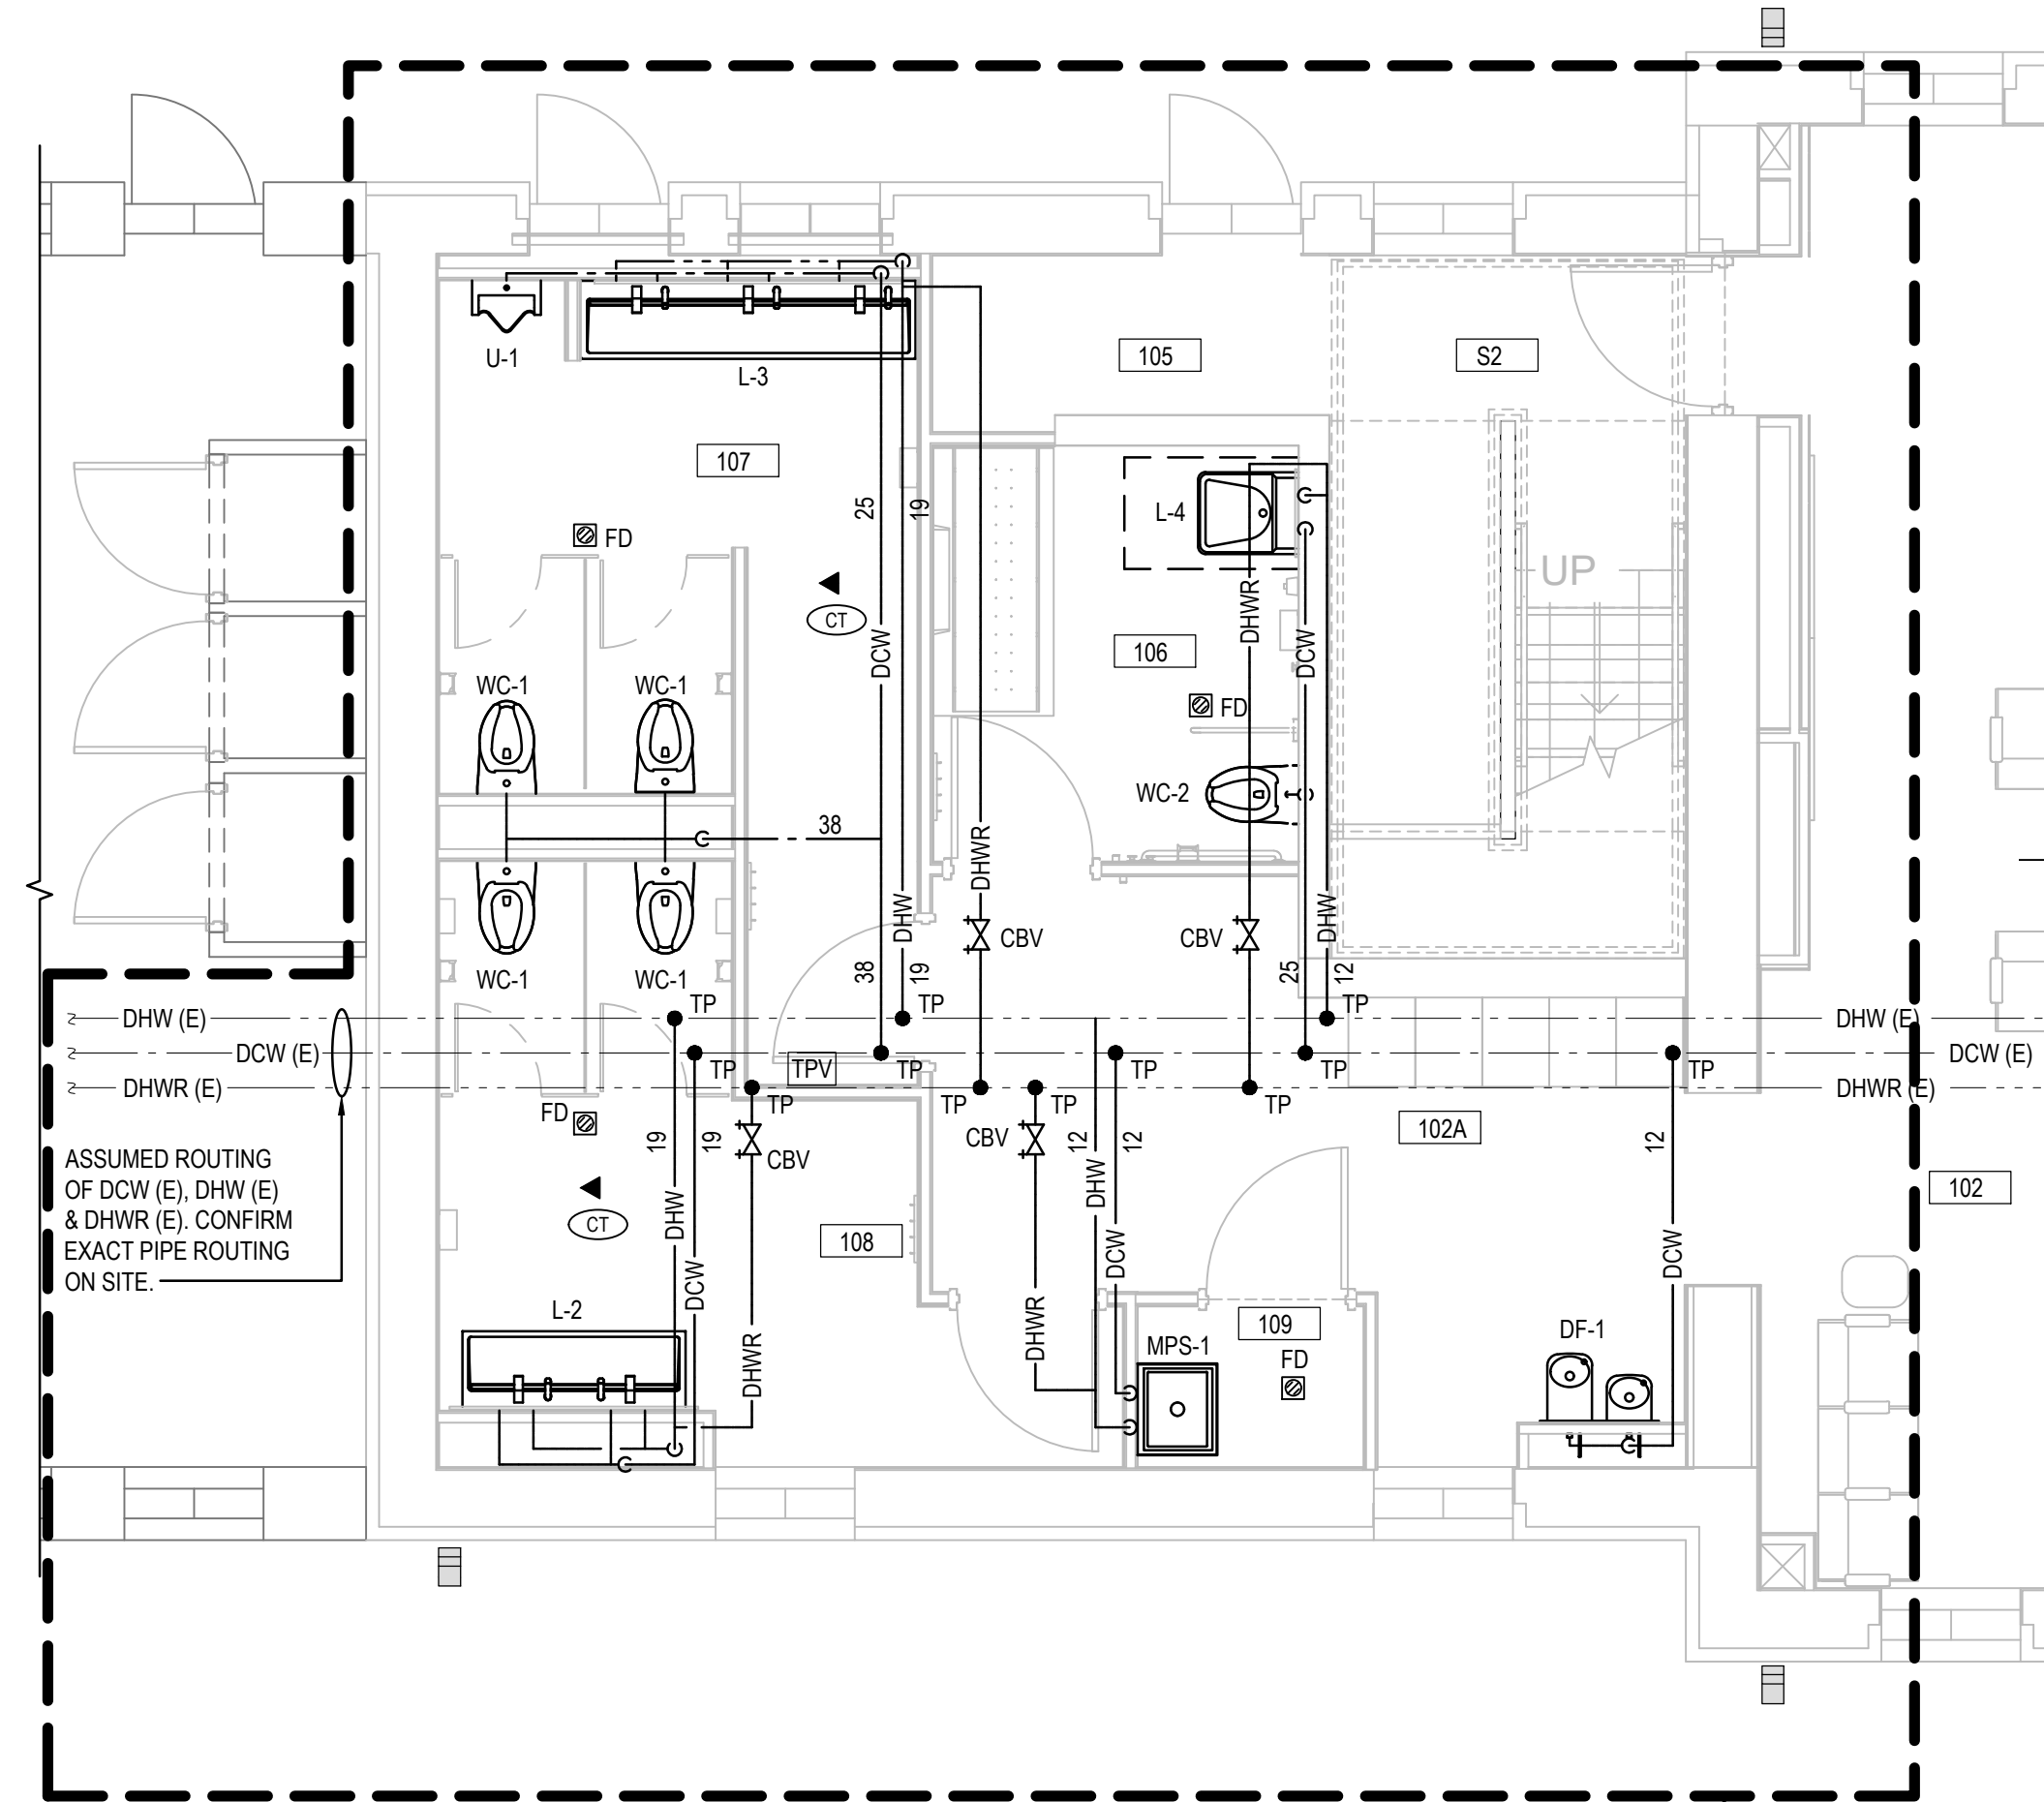 U-1
L-3
105
S2
107
25
19
L-4
FD
UP
DHWR
CT
DCW
DCW
106
WC-1
WC-1
FD
WC-2
38
DHWR
DHW
DHW
CBV
CBV
38
19
25
12
WC-1
WC-1
TP
TP
TP
DHW (E)
DHW (E)
DCW (E)
DCW (E)
TP
TPV
TP
TP
TP
TP
DHWR (E)
DHWR (E)
TP
TP
TP
TP
FD
19
19
CBV
CBV
12
12
102A
12
ASSUMED ROUTING
OF DCW (E), DHW (E)
& DHWR (E). CONFIRM
EXACT PIPE ROUTING
ON SITE.
DHW
DHW
102
CT
108
DCW
DCW
DCW
L-2
109
DF-1
DHWR
DHWR
MPS-1
FD